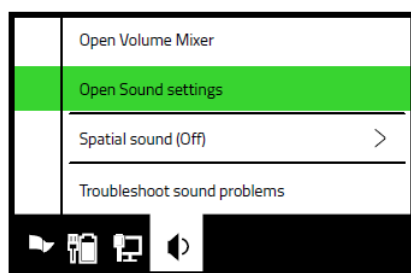 Open Volume Mixer
Open Sound settings
Spatial sound (Off)
Troubleshoot sound problems